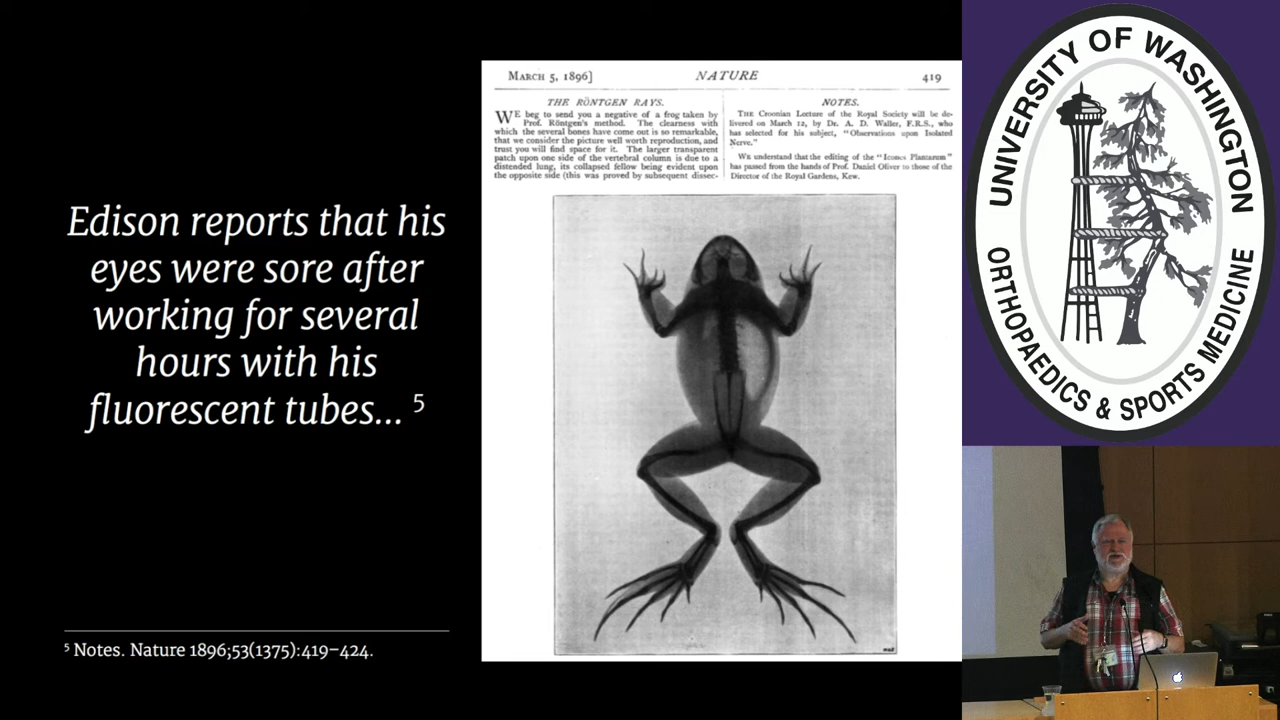 Edison reports that his
eyes were sore after
working for several
hours with his
fluorescent tubes... ⁵
⁵ Notes. Nature 1896;53(1375):419–424.
MARCH 5, 1896]
NATURE
419
THE RÖNTGEN RAYS.
WE beg to send you a negative of a frog taken by
Prof. Röntgen's method. The clearness with
which the several bones have come out is so remarkable,
that we consider the picture well worth reproduction, and
trust you will find space for it. The larger transparent
patch upon one side of the vertebral column is due to a
distended lung, its collapsed fellow being evident upon
the opposite side (this was proved by subsequent dissec-
NOTES.
THE Croonian Lecture of the Royal Society will be de-
livered on March 12, by Dr. A. D. Waller, F.R.S., who
has selected for his subject, "Observations upon Isolated
Nerve."
WE understand that the editing of the "Icones Plantarum"
has passed from the hands of Prof. Daniel Oliver to those of the
Director of the Royal Gardens, Kew.
UNIVERSITY OF WASHINGTON
ORTHOPAEDICS & SPORTS MEDICINE